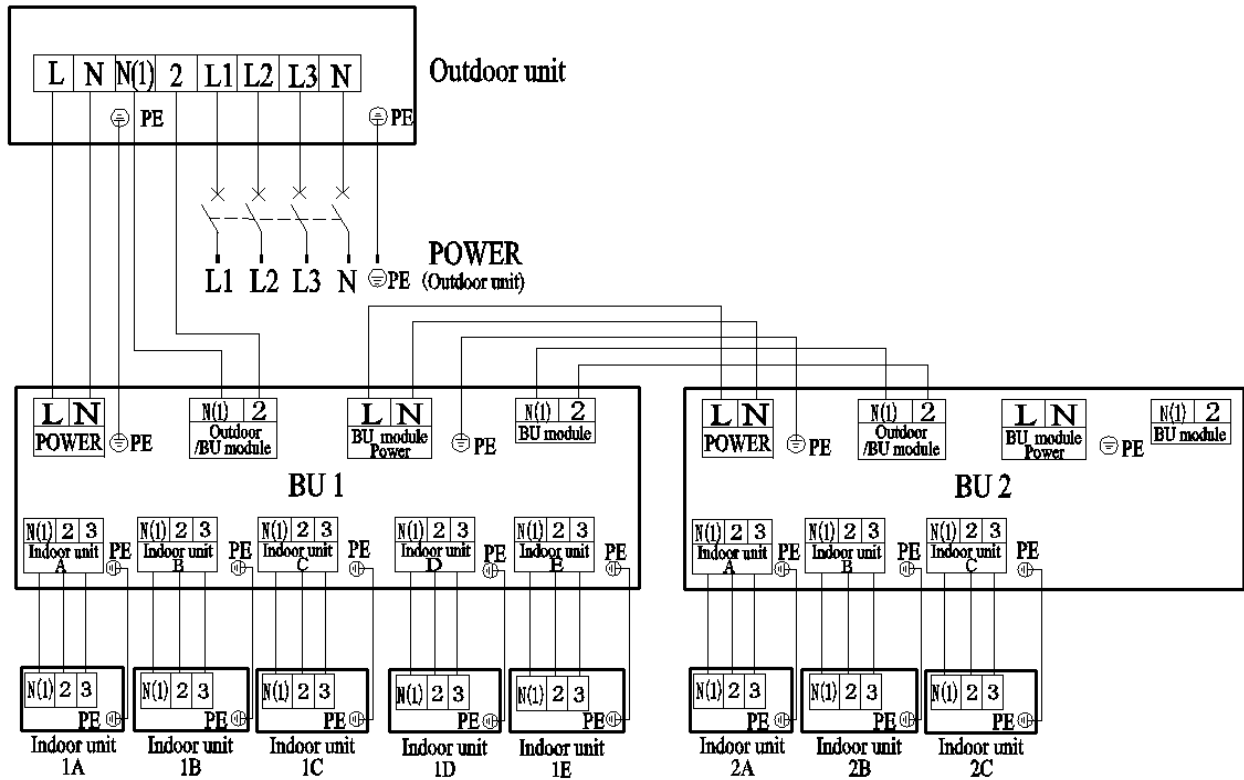 L N N(1) 2 L1 L2 L3 N
Outdoor unit
PE
PE
L1 L2 L3 N PE
POWER
(Outdoor unit)
L N
POWER
PE
N(1) 2
Outdoor
/BU module
L N
BU module
Power
PE
N(1) 2
BU module
BU 1
N(1) 2 3
Indoor unit
A
PE
N(1) 2 3
Indoor unit
B
PE
N(1) 2 3
Indoor unit
C
PE
N(1) 2 3
Indoor unit
D
PE
N(1) 2 3
Indoor unit
E
PE
L N
POWER
PE
N(1) 2
Outdoor
/BU module
L N
BU module
Power
PE
N(1) 2
BU module
BU 2
N(1) 2 3
Indoor unit
A
PE
N(1) 2 3
Indoor unit
B
PE
N(1) 2 3
Indoor unit
C
PE
N(1) 2 3
PE
Indoor unit
1A
N(1) 2 3
PE
Indoor unit
1B
N(1) 2 3
PE
Indoor unit
1C
N(1) 2 3
PE
Indoor unit
1D
N(1) 2 3
PE
Indoor unit
1E
N(1) 2 3
PE
Indoor unit
2A
N(1) 2 3
PE
Indoor unit
2B
N(1) 2 3
PE
Indoor unit
2C